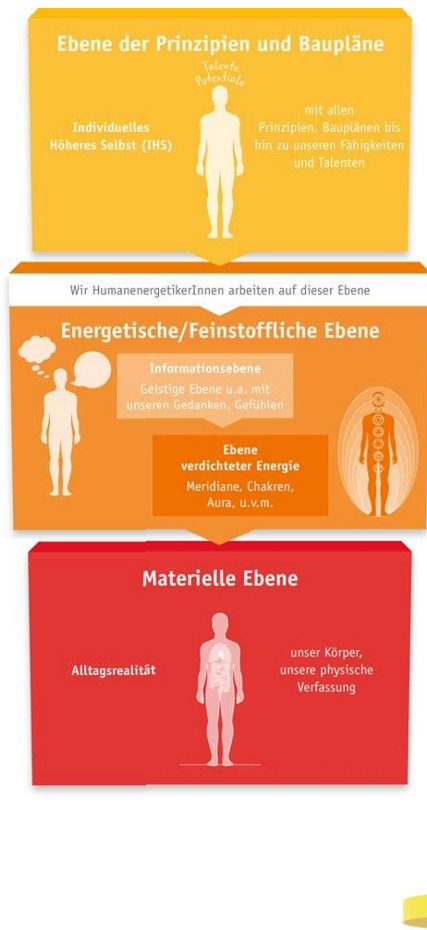 Ebene der Prinzipien und Baupläne
Talente
Potentiale
Individuelles
Höheres Selbst (IHS)
mit allen
Prinzipien, Bauplänen bis
hin zu unseren Fähigkeiten
und Talenten
Wir HumanenergetikerInnen arbeiten auf dieser Ebene
Energetische/Feinstoffliche Ebene
Informationsebene
Geistige Ebene u.a. mit
unseren Gedanken, Gefühlen
Ebene
verdichteter Energie
Meridiane, Chakren,
Aura, u.v.m.
Materielle Ebene
Alltagsrealität
unser Körper,
unsere physische
Verfassung